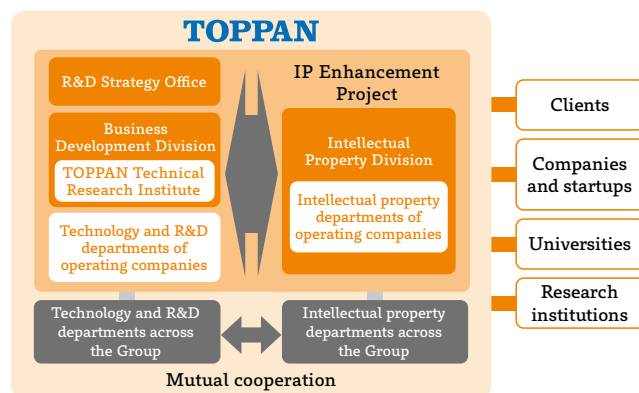 TOPPAN
R&D Strategy Office
Business
Development Division
TOPPAN Technical
Research Institute
Technology and R&D
departments of
operating companies
IP Enhancement
Project
Intellectual
Property Division
Intellectual property
departments of
operating companies
Technology and R&D
departments across
the Group
Intellectual property
departments across
the Group
Mutual cooperation
Clients
Companies
and startups
Universities
Research
institutions